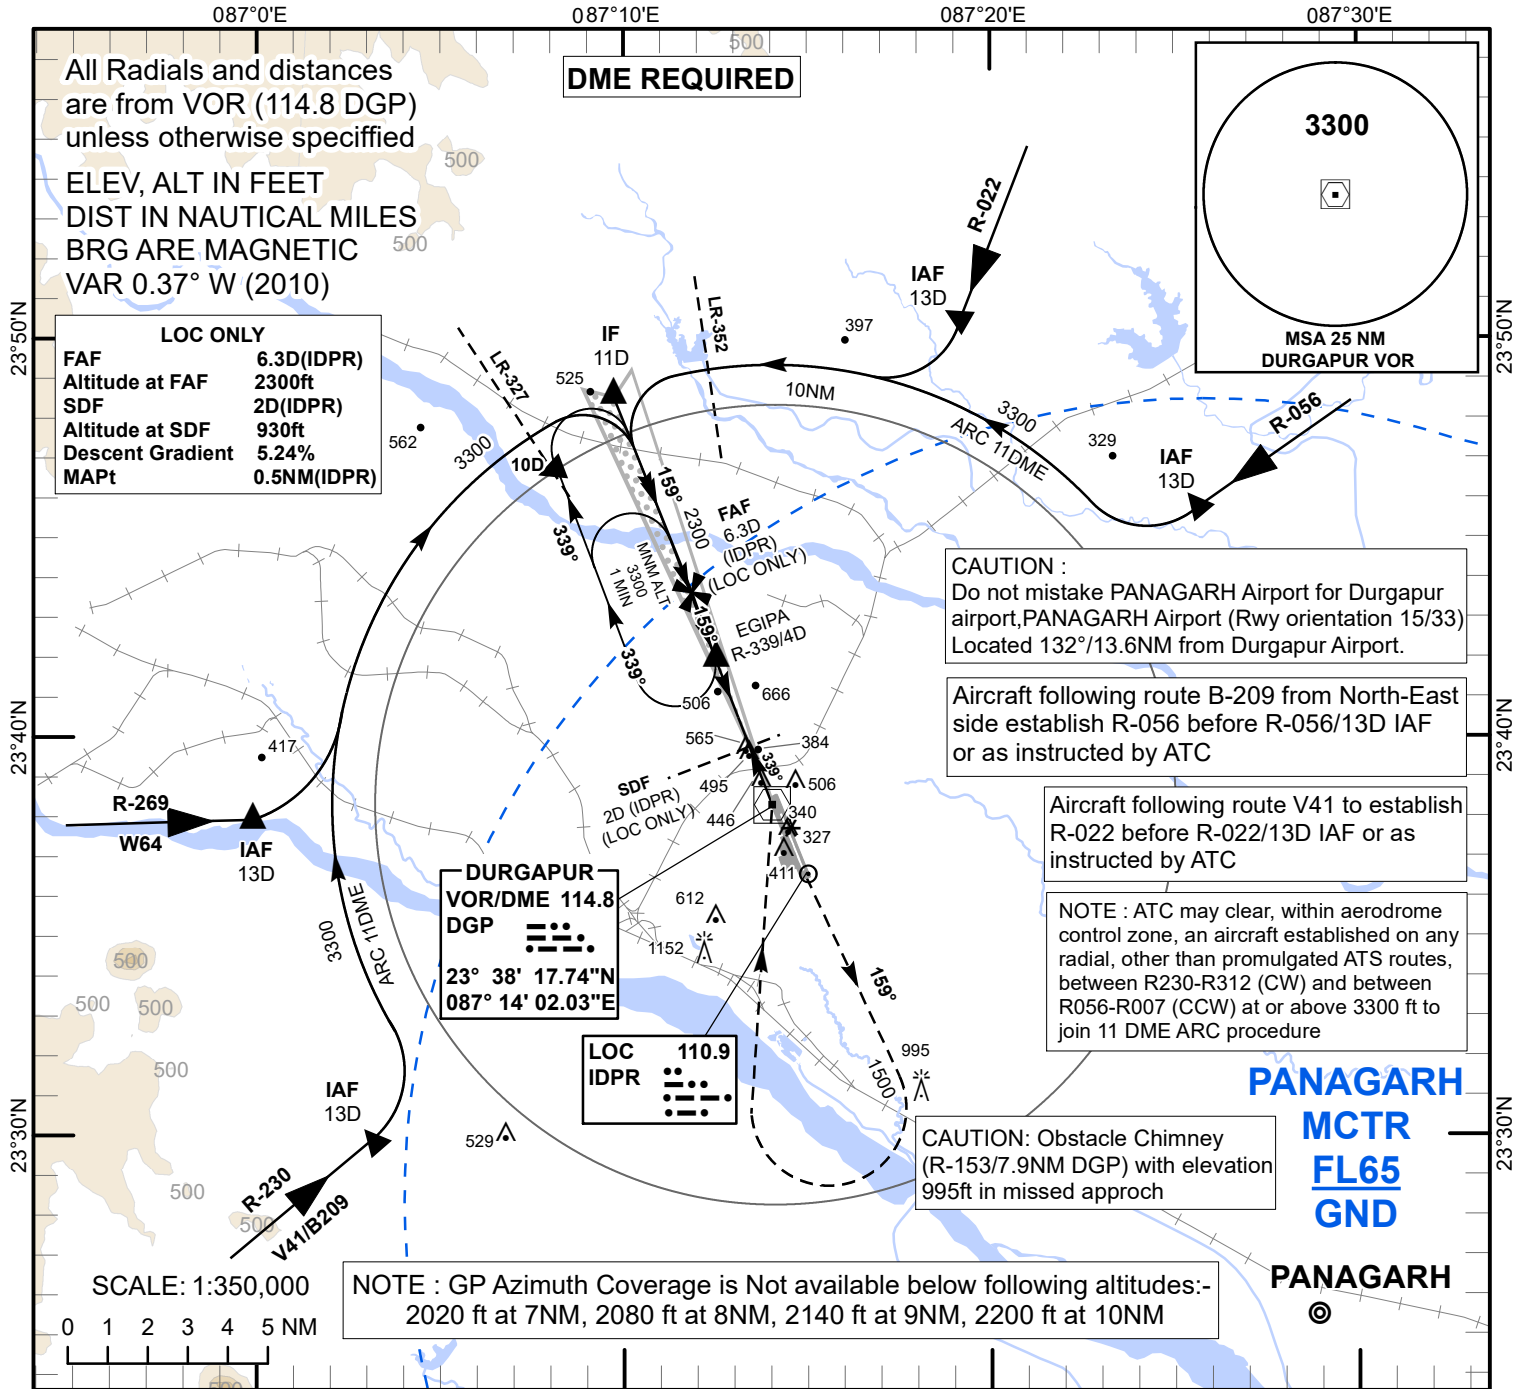 087°0'E
087°10'E
087°20'E
087°30'E
500
All Radials and distances
are from VOR (114.8 DGP)
unless otherwise speciffied
ELEV, ALT IN FEET
DIST IN NAUTICAL MILES
BRG ARE MAGNETIC
VAR 0.37° W (2010)
500
500
DME REQUIRED
3300
MSA 25 NM
DURGAPUR VOR
23°50'N
23°50'N
LOC ONLY
FAF 6.3D(IDPR)
Altitude at FAF 2300ft
SDF 2D(IDPR)
Altitude at SDF 930ft
Descent Gradient 5.24%
MAPt 0.5NM(IDPR)
R-022
IAF
13D
397
LR-352
LR-327
IF
11D
525
562
10NM
3300
ARC 11DME
329
R-056
IAF
13D
3300
10D
159°
2300
FAF
6.3D
(IDPR)
(LOC ONLY)
339°
MNM ALT
3300
1 MIN
159°
EGIPA
R-339/4D
339°
506
666
CAUTION :
Do not mistake PANAGARH Airport for Durgapur
airport,PANAGARH Airport (Rwy orientation 15/33)
Located 132°/13.6NM from Durgapur Airport.
Aircraft following route B-209 from North-East
side establish R-056 before R-056/13D IAF
or as instructed by ATC
23°40'N
23°40'N
417
565
384
339°
495
506
SDF
2D (IDPR)
(LOC ONLY)
446
340
327
411
R-269
W64
IAF
13D
Aircraft following route V41 to establish
R-022 before R-022/13D IAF or as
instructed by ATC
DURGAPUR
VOR/DME 114.8
DGP
23° 38' 17.74"N
087° 14' 02.03"E
612
1152
3300
ARC 11DME
159°
NOTE : ATC may clear, within aerodrome
control zone, an aircraft established on any
radial, other than promulgated ATS routes,
between R230-R312 (CW) and between
R056-R007 (CCW) at or above 3300 ft to
join 11 DME ARC procedure
500
500
500
500
LOC 110.9
IDPR
995
1500
IAF
13D
529
PANAGARH
MCTR
FL65
GND
23°30'N
23°30'N
CAUTION: Obstacle Chimney
(R-153/7.9NM DGP) with elevation
995ft in missed approch
R-230
V41/B209
500
500
PANAGARH
SCALE: 1:350,000
0 1 2 3 4 5 NM
NOTE : GP Azimuth Coverage is Not available below following altitudes:-
2020 ft at 7NM, 2080 ft at 8NM, 2140 ft at 9NM, 2200 ft at 10NM
500